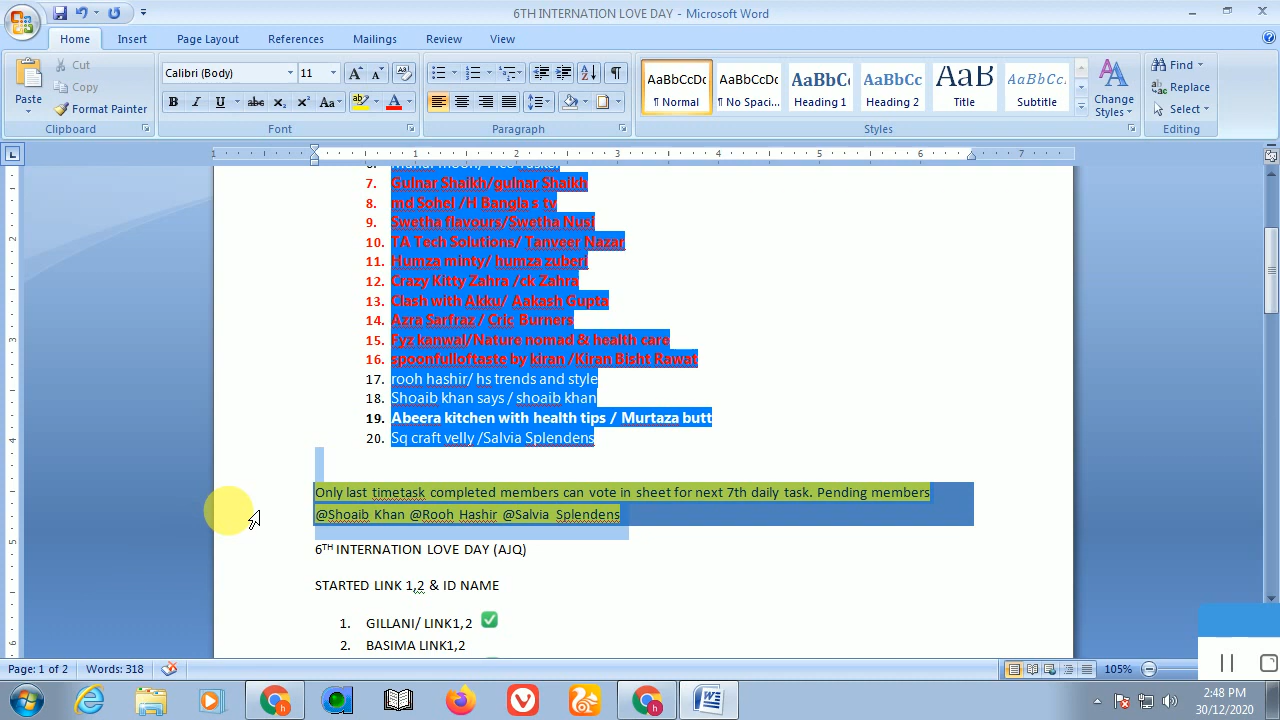 6TH INTERNATION LOVE DAY - Microsoft Word
Home Insert Page Layout References Mailings Review View
Paste
Cut
Copy
Format Painter
Clipboard
Calibri (Body) 11
Font
Paragraph
AaBbCcDc AaBbCcDc AaBbCc AaBbCc AaB AaBbCcDc
¶ Normal ¶ No Spaci... Heading 1 Heading 2 Title Subtitle
Change Styles
Styles
Find
Replace
Select
Editing
1 1 2 3 4 5 6 7
7. Gulnar Shaikh/gulnar Shaikh
8. md Sohel /H Bangla s tv
9. Swetha flavours/Swetha Nusi
10. TA Tech Solutions/ Tanveer Nazar
11. Humza minty/ humza zuberi
12. Crazy Kitty Zahra /ck Zahra
13. Clash with Akku/ Aakash Gupta
14. Azra Sarfraz / Cric Burners
15. Fyz kanwal/Nature nomad & health care
16. spoonfulloftaste by kiran /Kiran Bisht Rawat
17. rooh hashir/ hs trends and style
18. Shoaib khan says / shoaib khan
19. Abeera kitchen with health tips / Murtaza butt
20. Sq craft velly /Salvia Splendens
Only last timetask completed members can vote in sheet for next 7th daily task. Pending members
@Shoaib Khan @Rooh Hashir @Salvia Splendens
6TH INTERNATION LOVE DAY (AJQ)
STARTED LINK 1,2 & ID NAME
1. GILLANI/ LINK1,2 ✅
2. BASIMA LINK1,2
Page: 1 of 2 Words: 318 105%
2:48 PM
30/12/2020